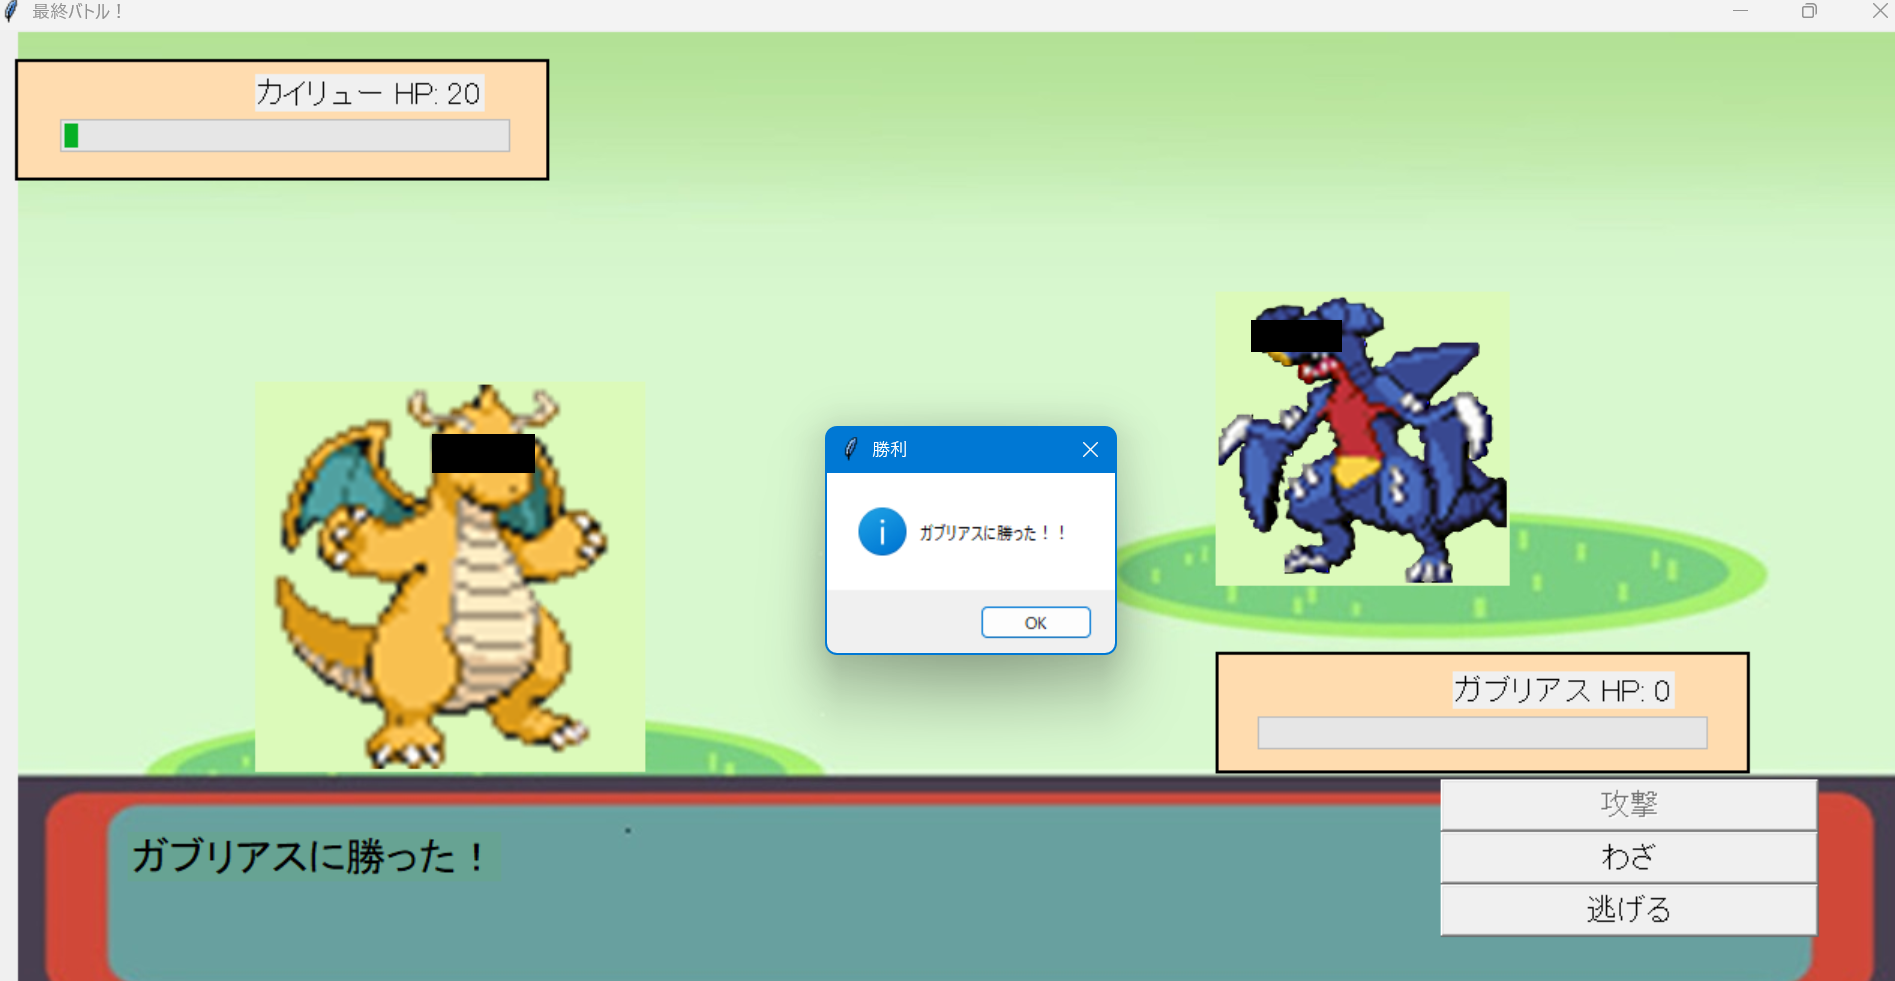 最終バトル！
カイリュー HP: 20
勝利
ガブリアスに勝った！！
OK
ガブリアス HP: 0
ガブリアスに勝った！
攻撃
わざ
逃げる